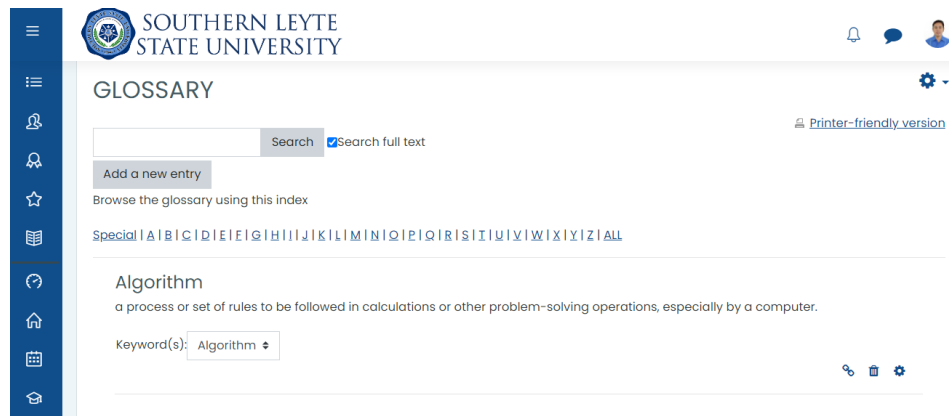 SOUTHERN LEYTE
STATE UNIVERSITY
GLOSSARY
Printer-friendly version
Search
Search full text
Add a new entry
Browse the glossary using this index
Special | A | B | C | D | E | F | G | H | I | J | K | L | M | N | O | P | Q | R | S | T | U | V | W | X | Y | Z | ALL
Algorithm
a process or set of rules to be followed in calculations or other problem-solving operations, especially by a computer.
Keyword(s): Algorithm